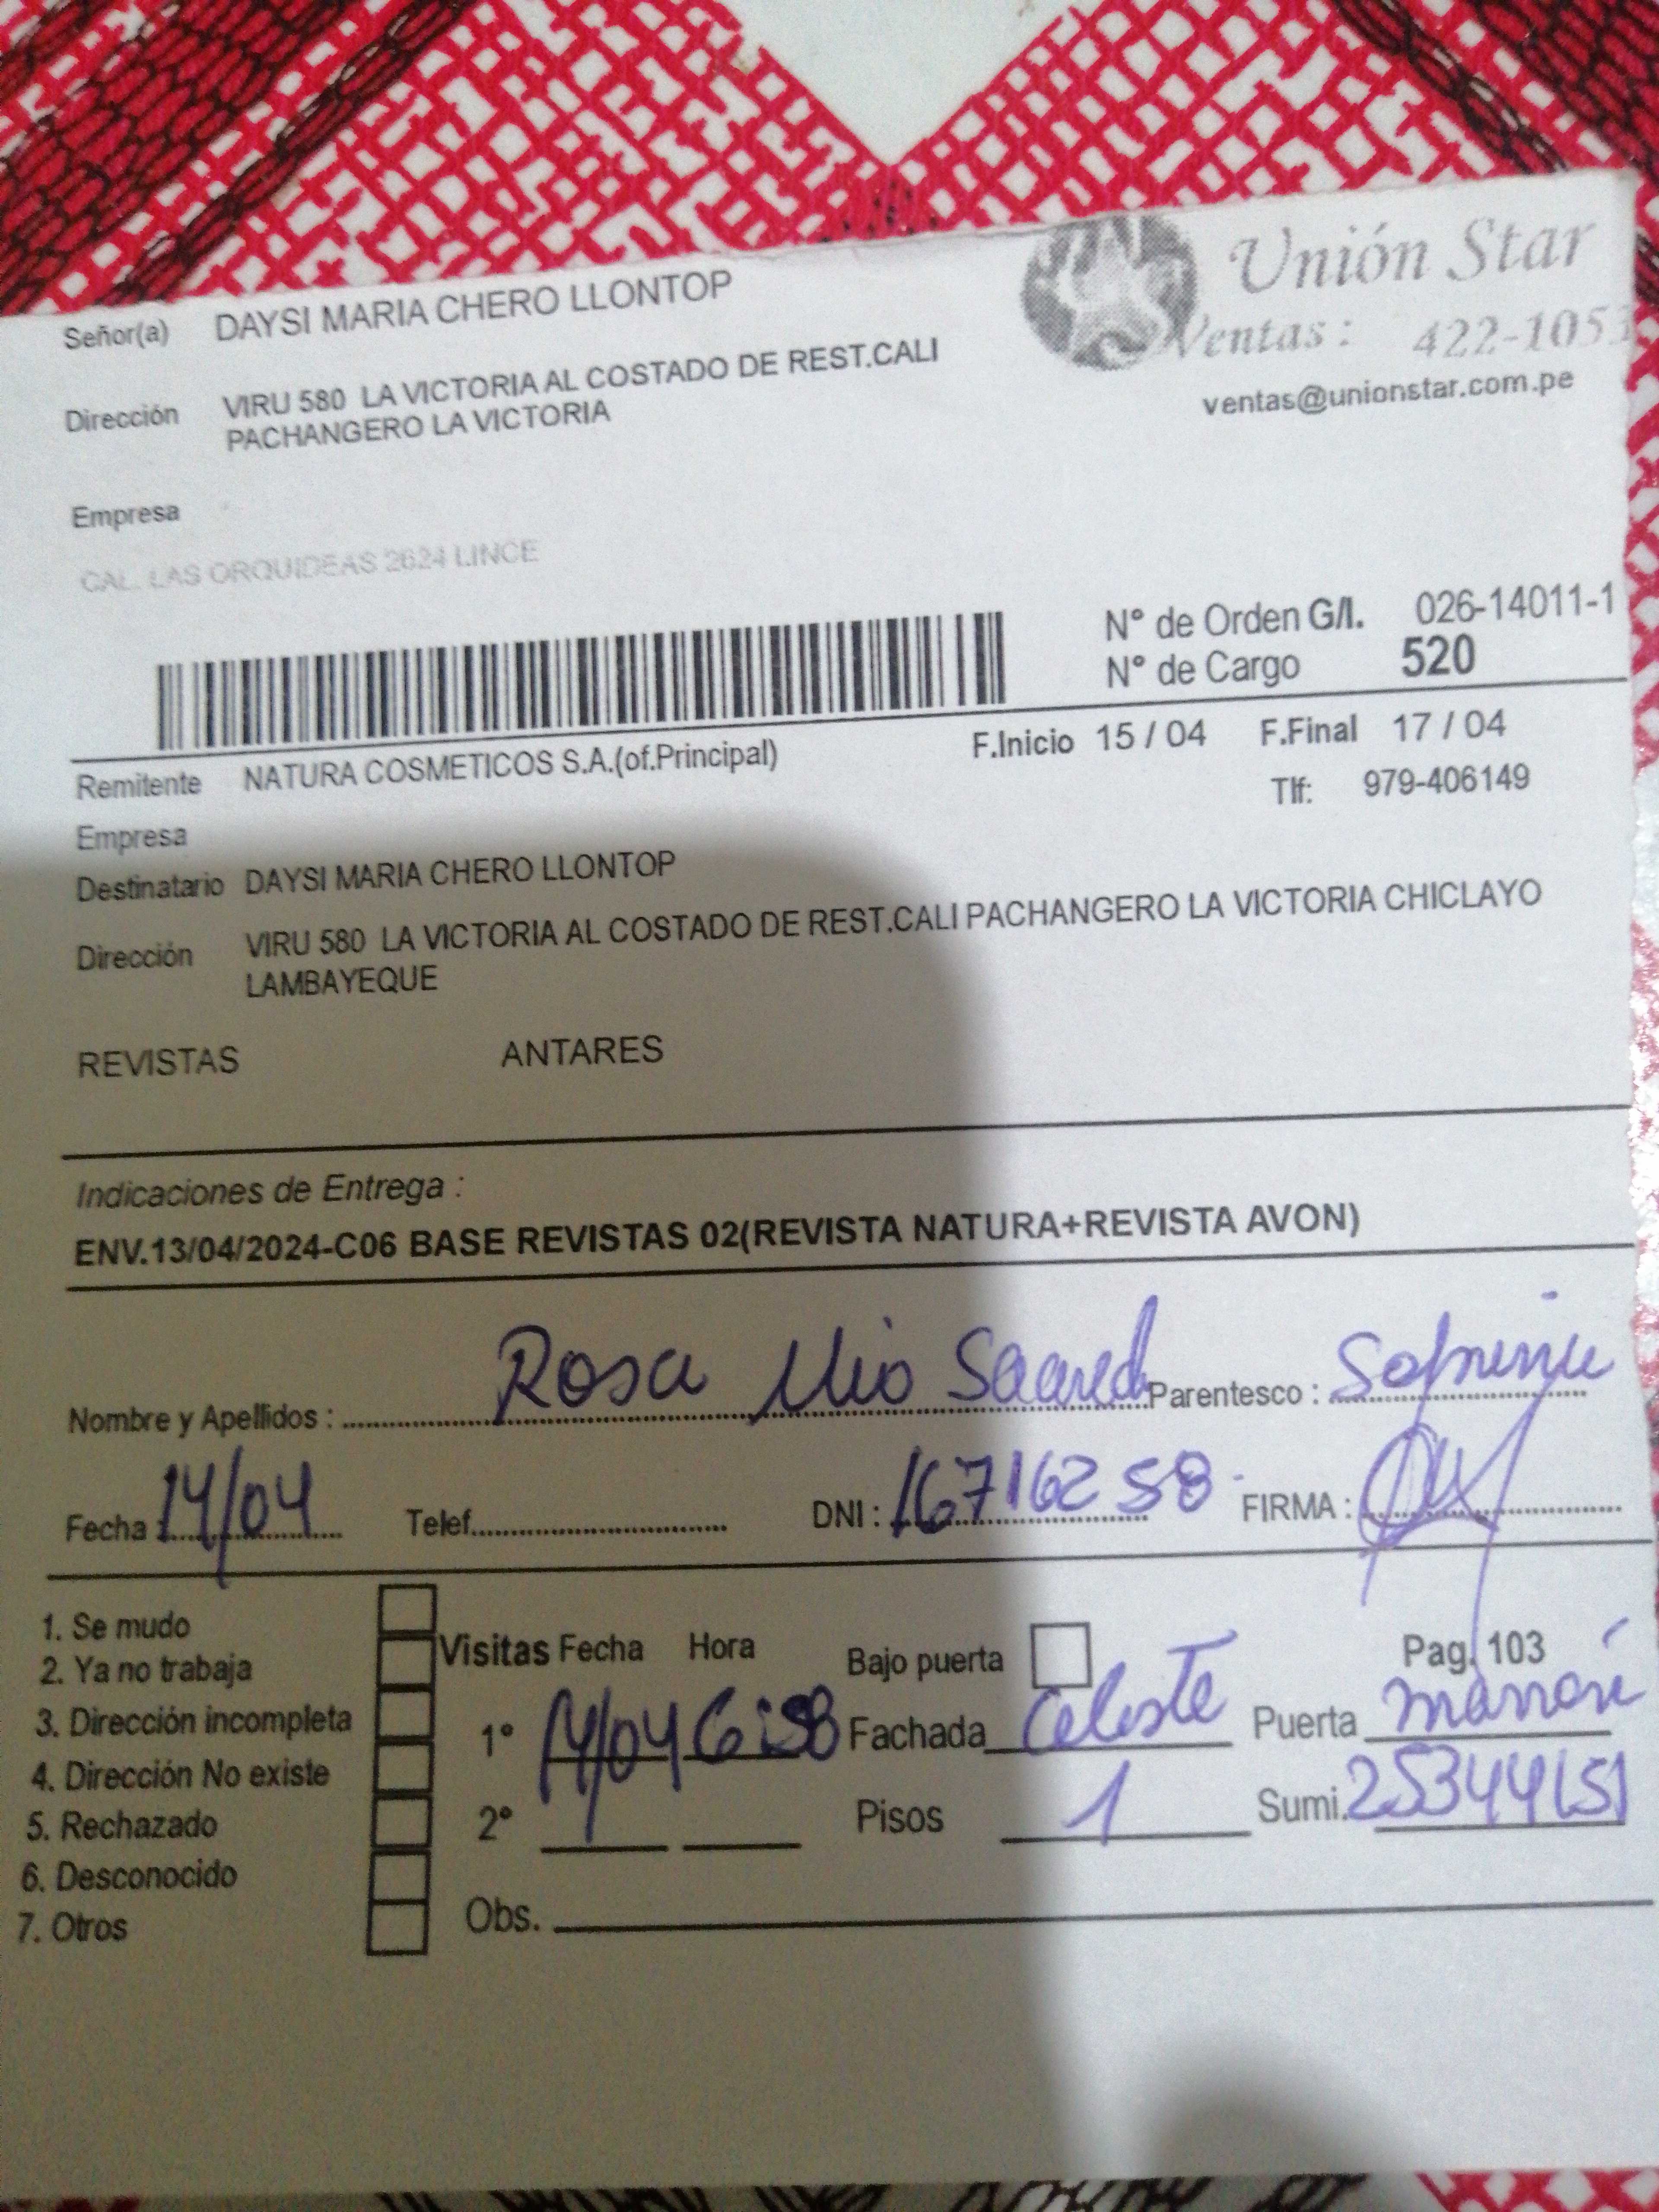 Unión Star
Señor(a) DAYSI MARIA CHERO LLONTOP
Ventas : 422-1053
Dirección VIRU 580 LA VICTORIA AL COSTADO DE REST.CALI
PACHANGERO LA VICTORIA
ventas@unionstar.com.pe
Empresa
CAL. LAS ORQUIDEAS 2624 LINCE
N° de Orden G/I. 026-14011-1
N° de Cargo 520
F.Inicio 15 / 04 F.Final 17 / 04
Remitente NATURA COSMETICOS S.A.(of.Principal)
Tlf: 979-406149
Empresa
Destinatario DAYSI MARIA CHERO LLONTOP
Dirección VIRU 580 LA VICTORIA AL COSTADO DE REST.CALI PACHANGERO LA VICTORIA CHICLAYO
LAMBAYEQUE
REVISTAS ANTARES
Indicaciones de Entrega :
ENV.13/04/2024-C06 BASE REVISTAS 02(REVISTA NATURA+REVISTA AVON)
Nombre y Apellidos : Rosa Mio Parentesco :
Fecha 14/04 Telef. DNI : 16716258 FIRMA :
1. Se mudo
2. Ya no trabaja
3. Dirección incompleta
4. Dirección No existe
5. Rechazado
6. Desconocido
7. Otros
Visitas Fecha Hora Bajo puerta Pag. 103
1° 14/04 6:58 Fachada Celeste Puerta marrón
2° Pisos 1 Sumi. 25344151
Obs.